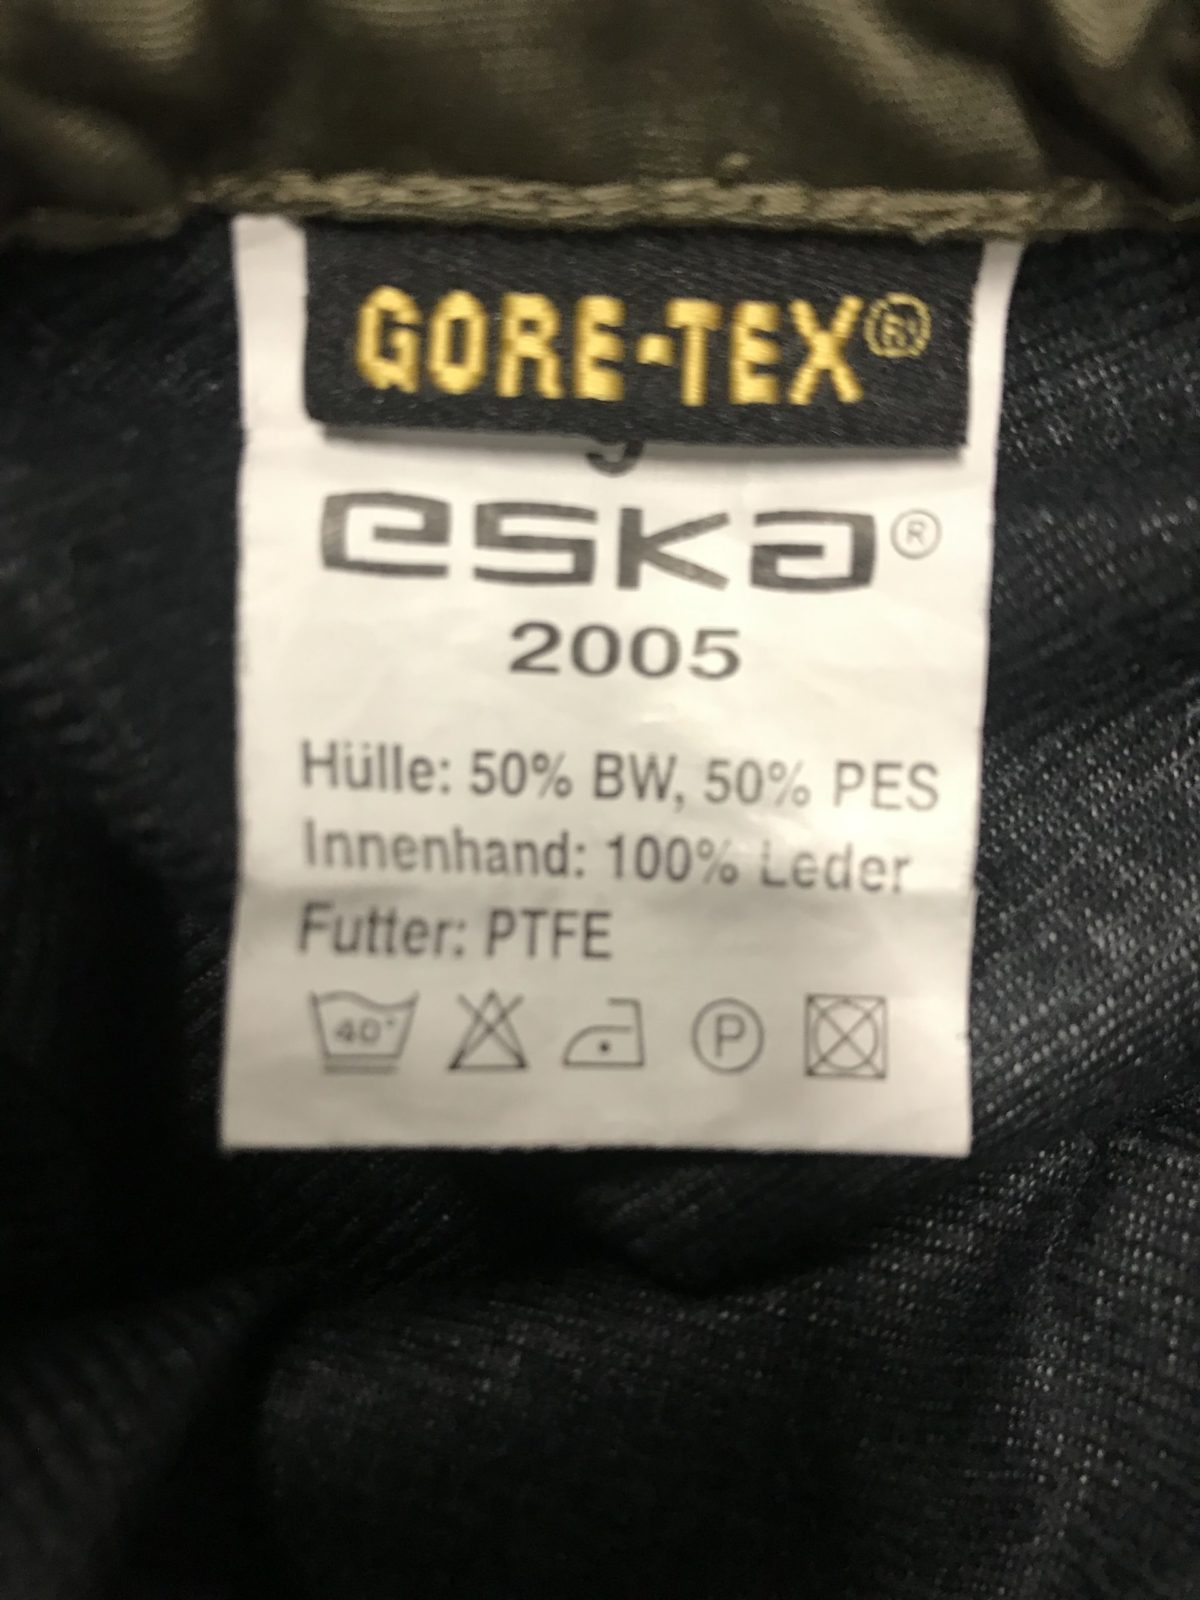 GORE-TEX®
eska®
2005
Hülle: 50% BW, 50% PES
Innenhand: 100% Leder
Futter: PTFE
40° P